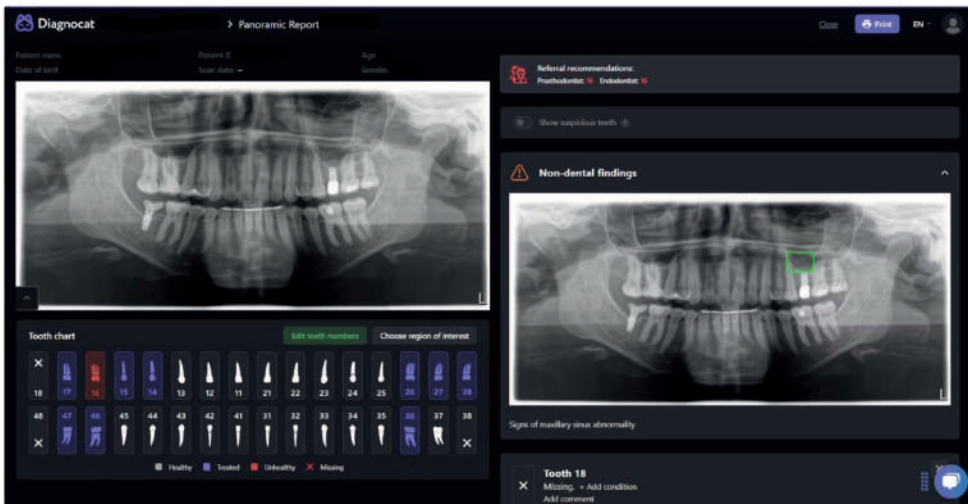 Diagnocat
> Panoramic Report
Close
Print
EN
Patient name
Patient ID
Age
Date of birth
Scan date: –
Gender
Referral recommendations:
Prosthodontist: 16 Endodontist: 16
Show suspicious teeth
Non-dental findings
L
L
Signs of maxillary sinus abnormality
Tooth chart
Edit teeth numbers
Choose region of interest
18 17 16 15 14 13 12 11 21 22 23 24 25 26 27 28
48 47 46 45 44 43 42 41 31 32 33 34 35 36 37 38
Healthy Treated Unhealthy Missing
Tooth 18
Missing. + Add condition
Add comment